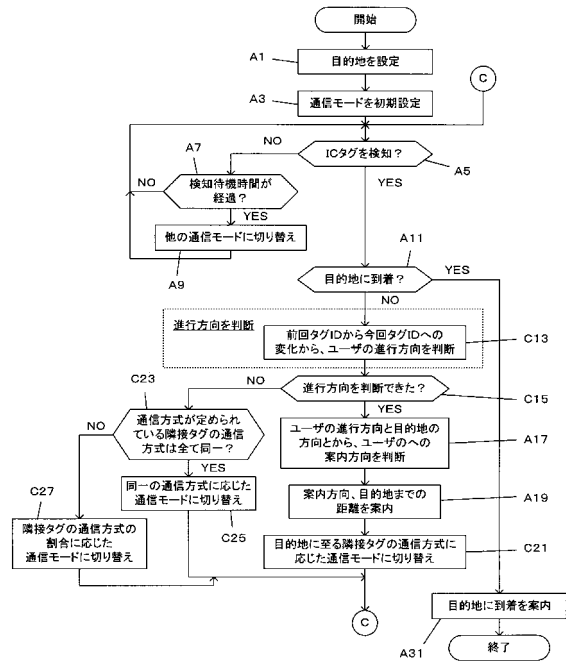 開始
A1
目的地を設定
C
A3
通信モードを初期設定
NO
ICタグを検知？
A5
A7
NO
検知待機時間が
経過？
YES
YES
他の通信モードに切り替え
A9
A11
目的地に到着？
YES
NO
進行方向を判断
前回タグIDから今回タグIDへの
変化から、ユーザの進行方向を判断
C13
NO
進行方向を判断できた？
C15
C23
YES
通信方式が定められ
ている隣接タグの通信
方式は全て同一？
NO
ユーザの進行方向と目的地の
方向とから、ユーザのへの
案内方向を判断
A17
YES
C27
同一の通信方式に応じた
通信モードに切り替え
C25
案内方向、目的地までの
距離を案内
A19
隣接タグの通信方式の
割合に応じた
通信モードに切り替え
目的地に至る隣接タグの通信方式に
応じた通信モードに切り替え
C21
C
目的地に到着を案内
A31
終了